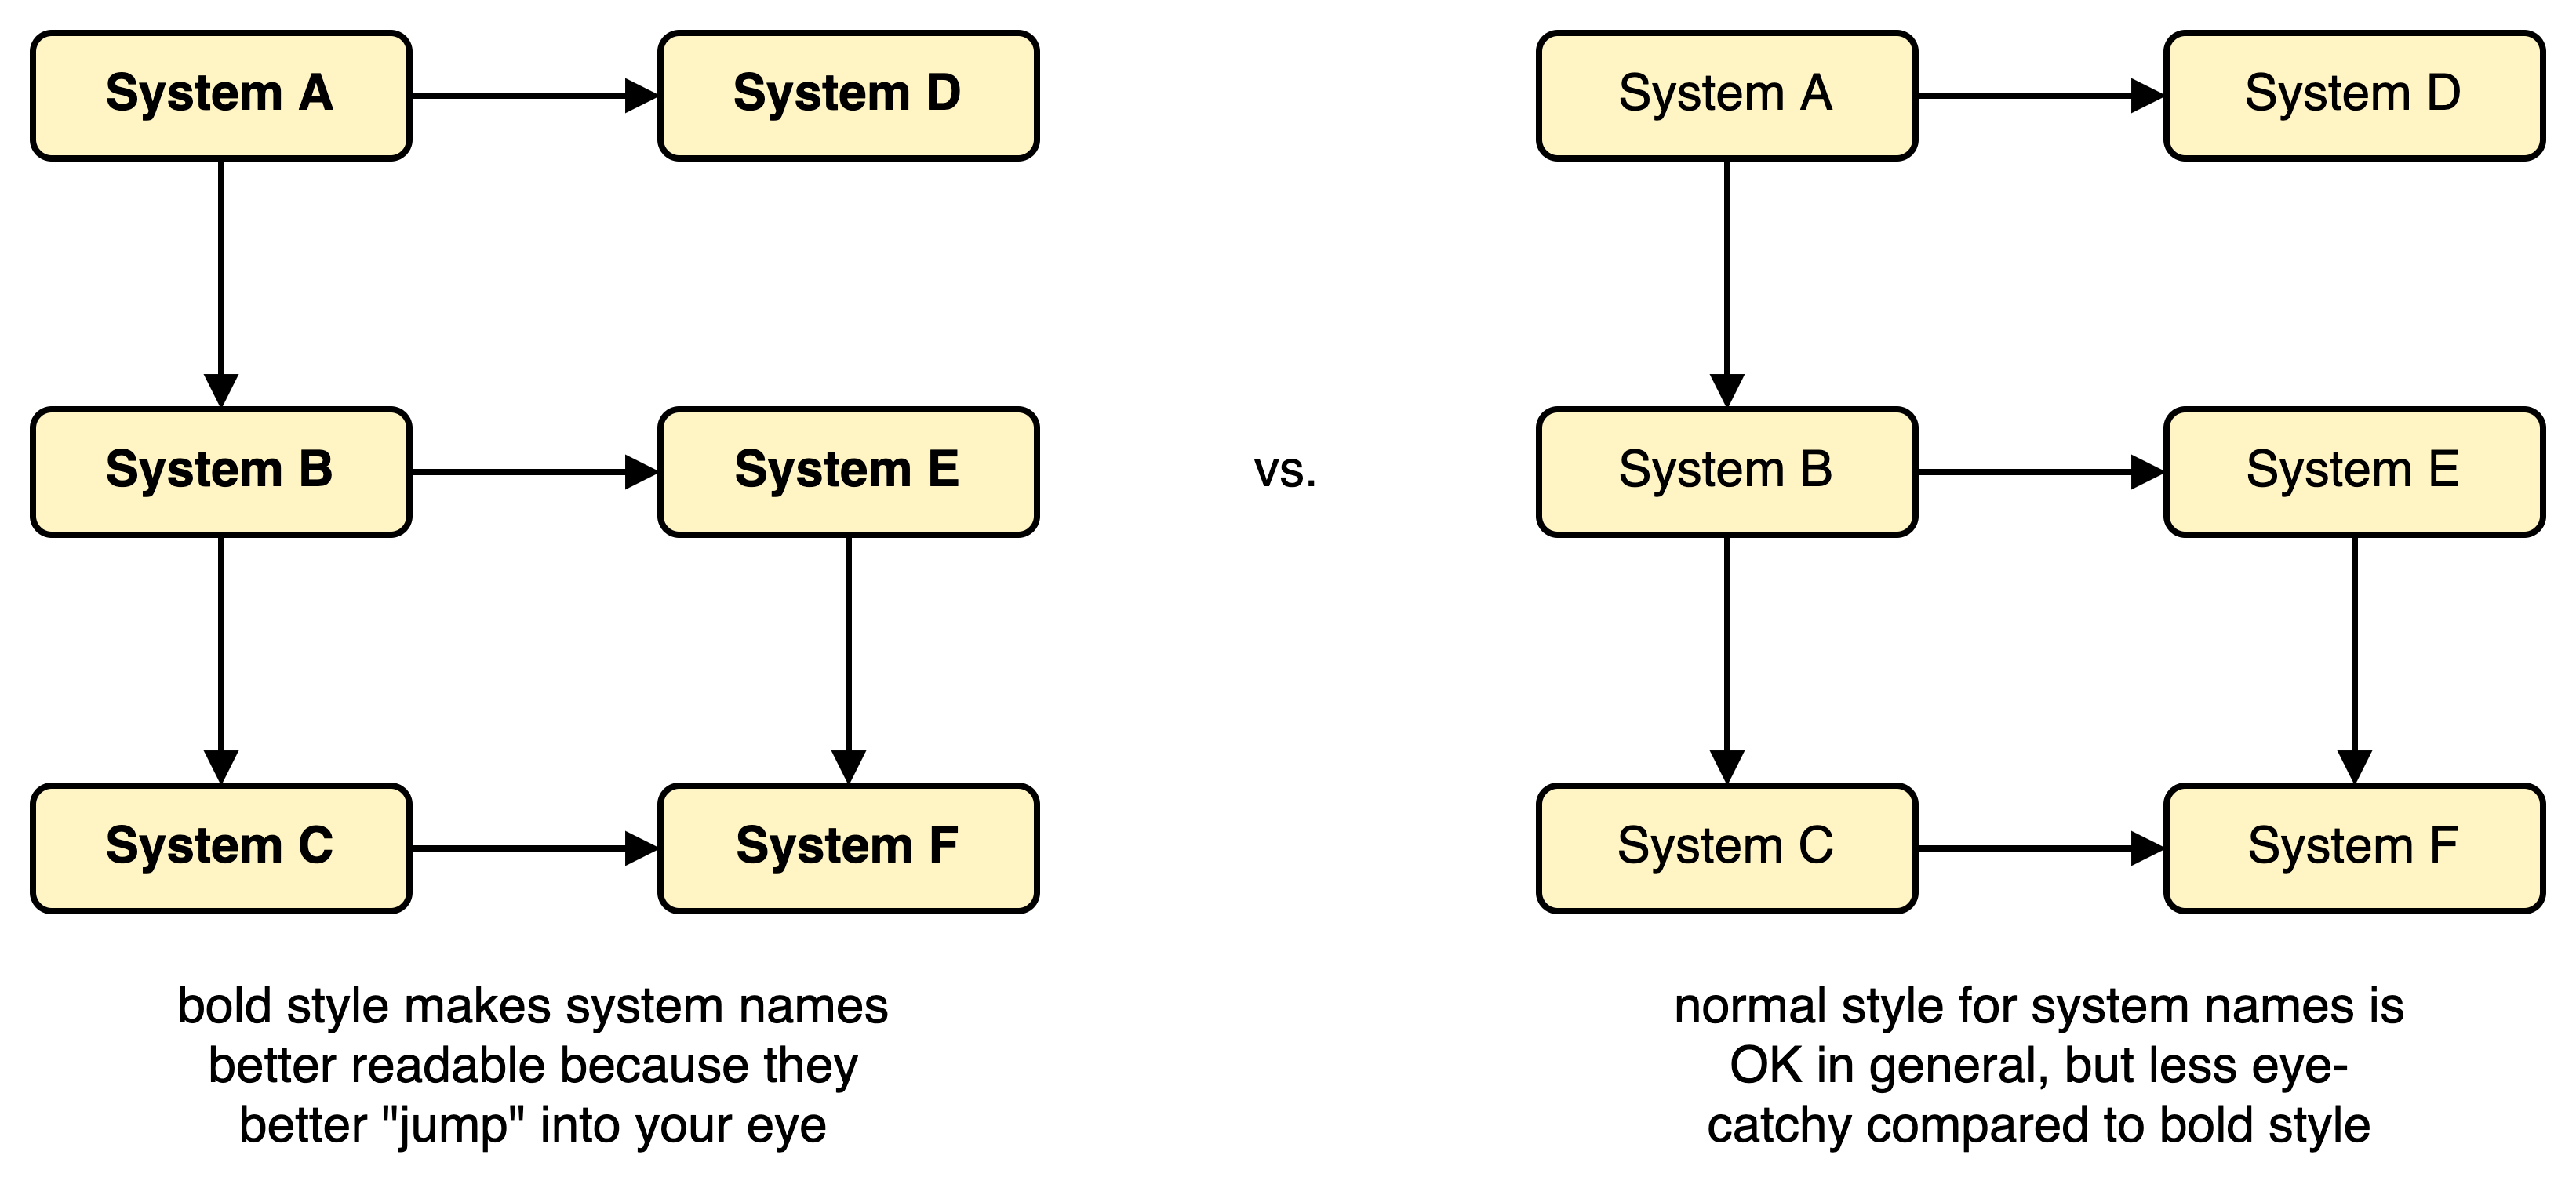 System A
System D
System B
System E
System C
System F
bold style makes system names
better readable because they
better "jump" into your eye
vs.
System A
System D
System B
System E
System C
System F
normal style for system names is
OK in general, but less eye-
catchy compared to bold style